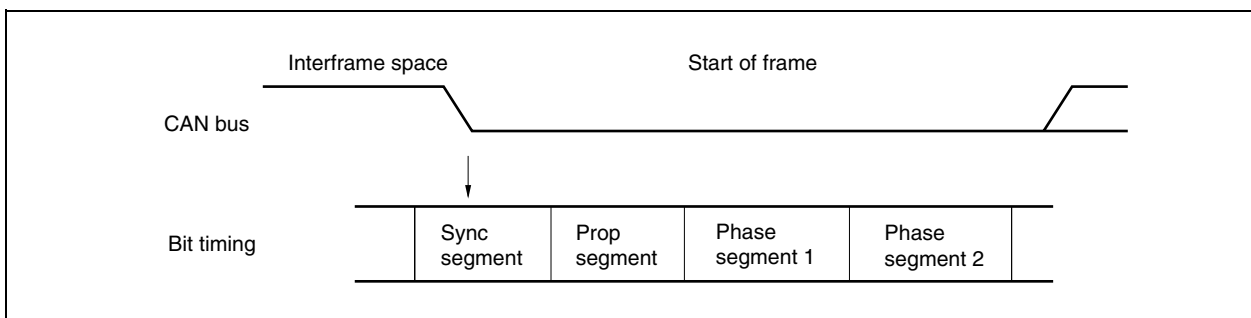 Interframe space
Start of frame
CAN bus
Bit timing
Sync
segment
Prop
segment
Phase
segment 1
Phase
segment 2